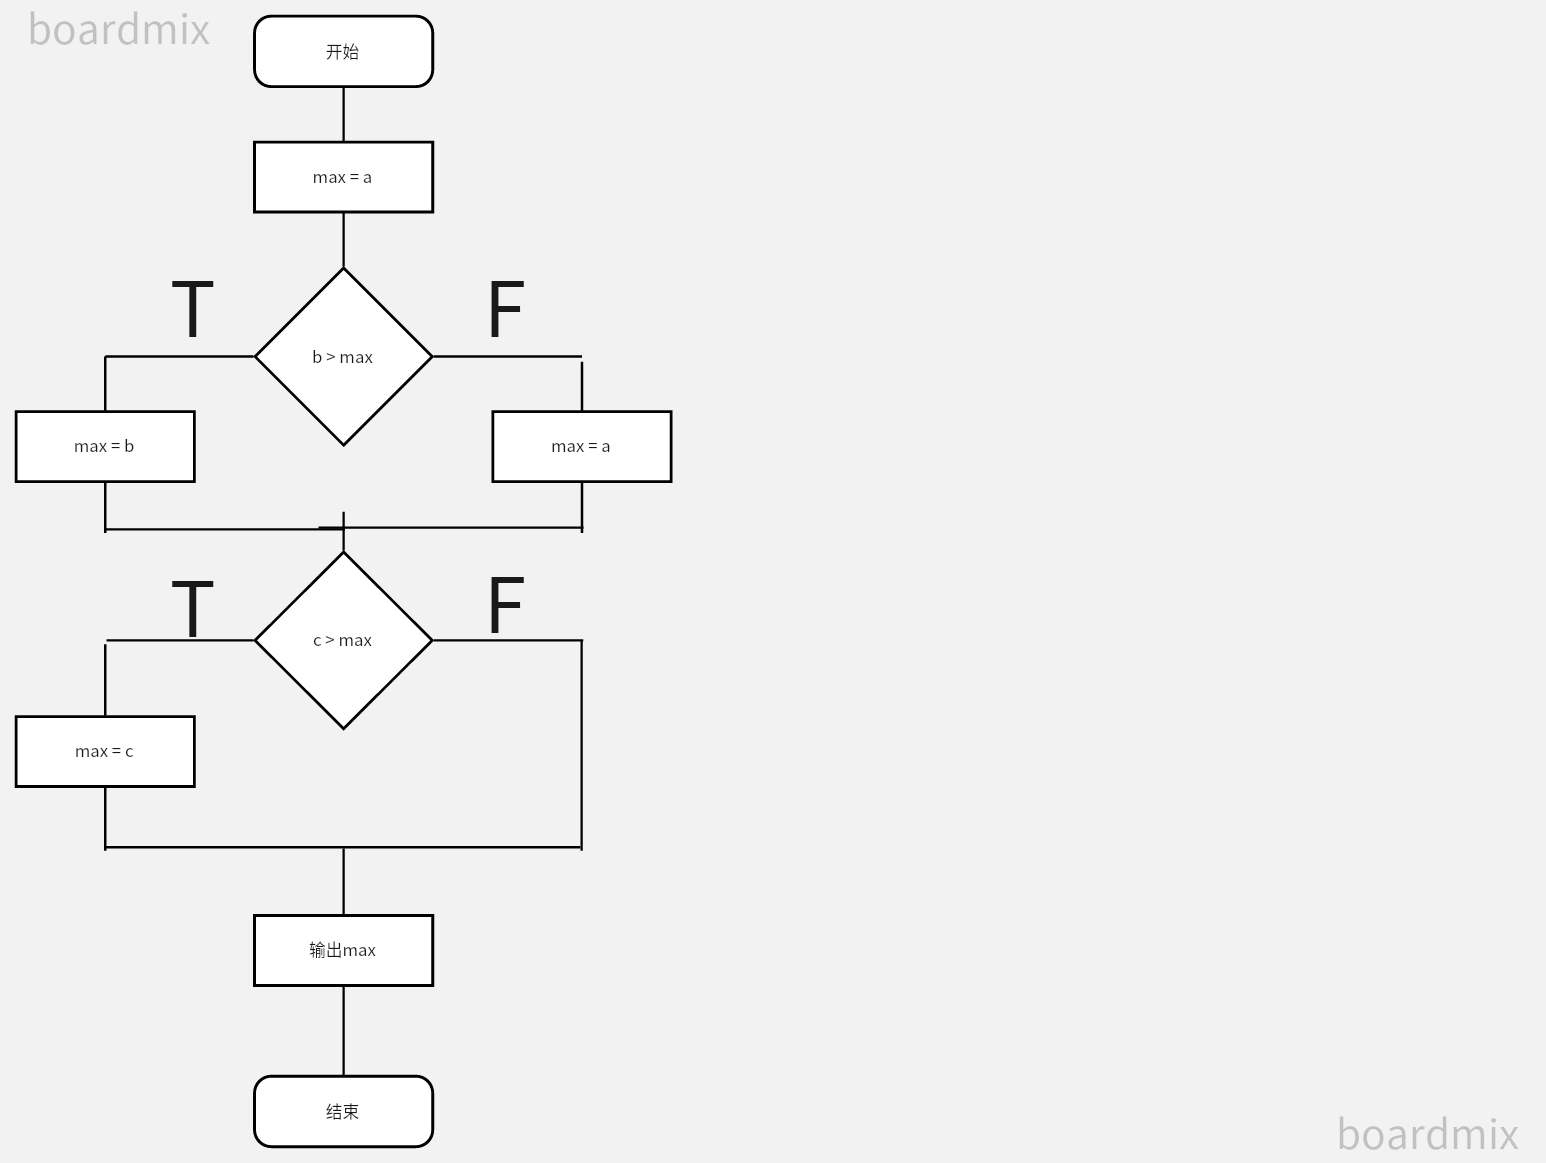 boardmix
开始
max = a
T
F
b > max
max = b
max = a
T
F
c > max
max = c
输出max
结束
boardmix